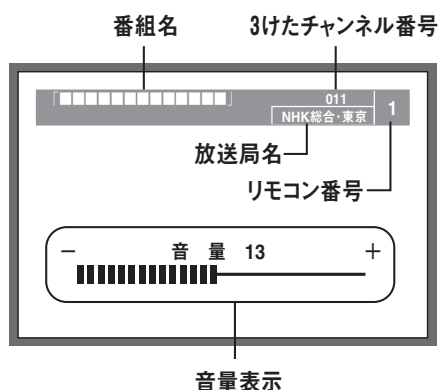 番組名 3けたチャンネル番号
「□□□□□□□□□□□□□」 011 1
NHK総合・東京
放送局名
リモコン番号
− 音 量 13 +
音量表示